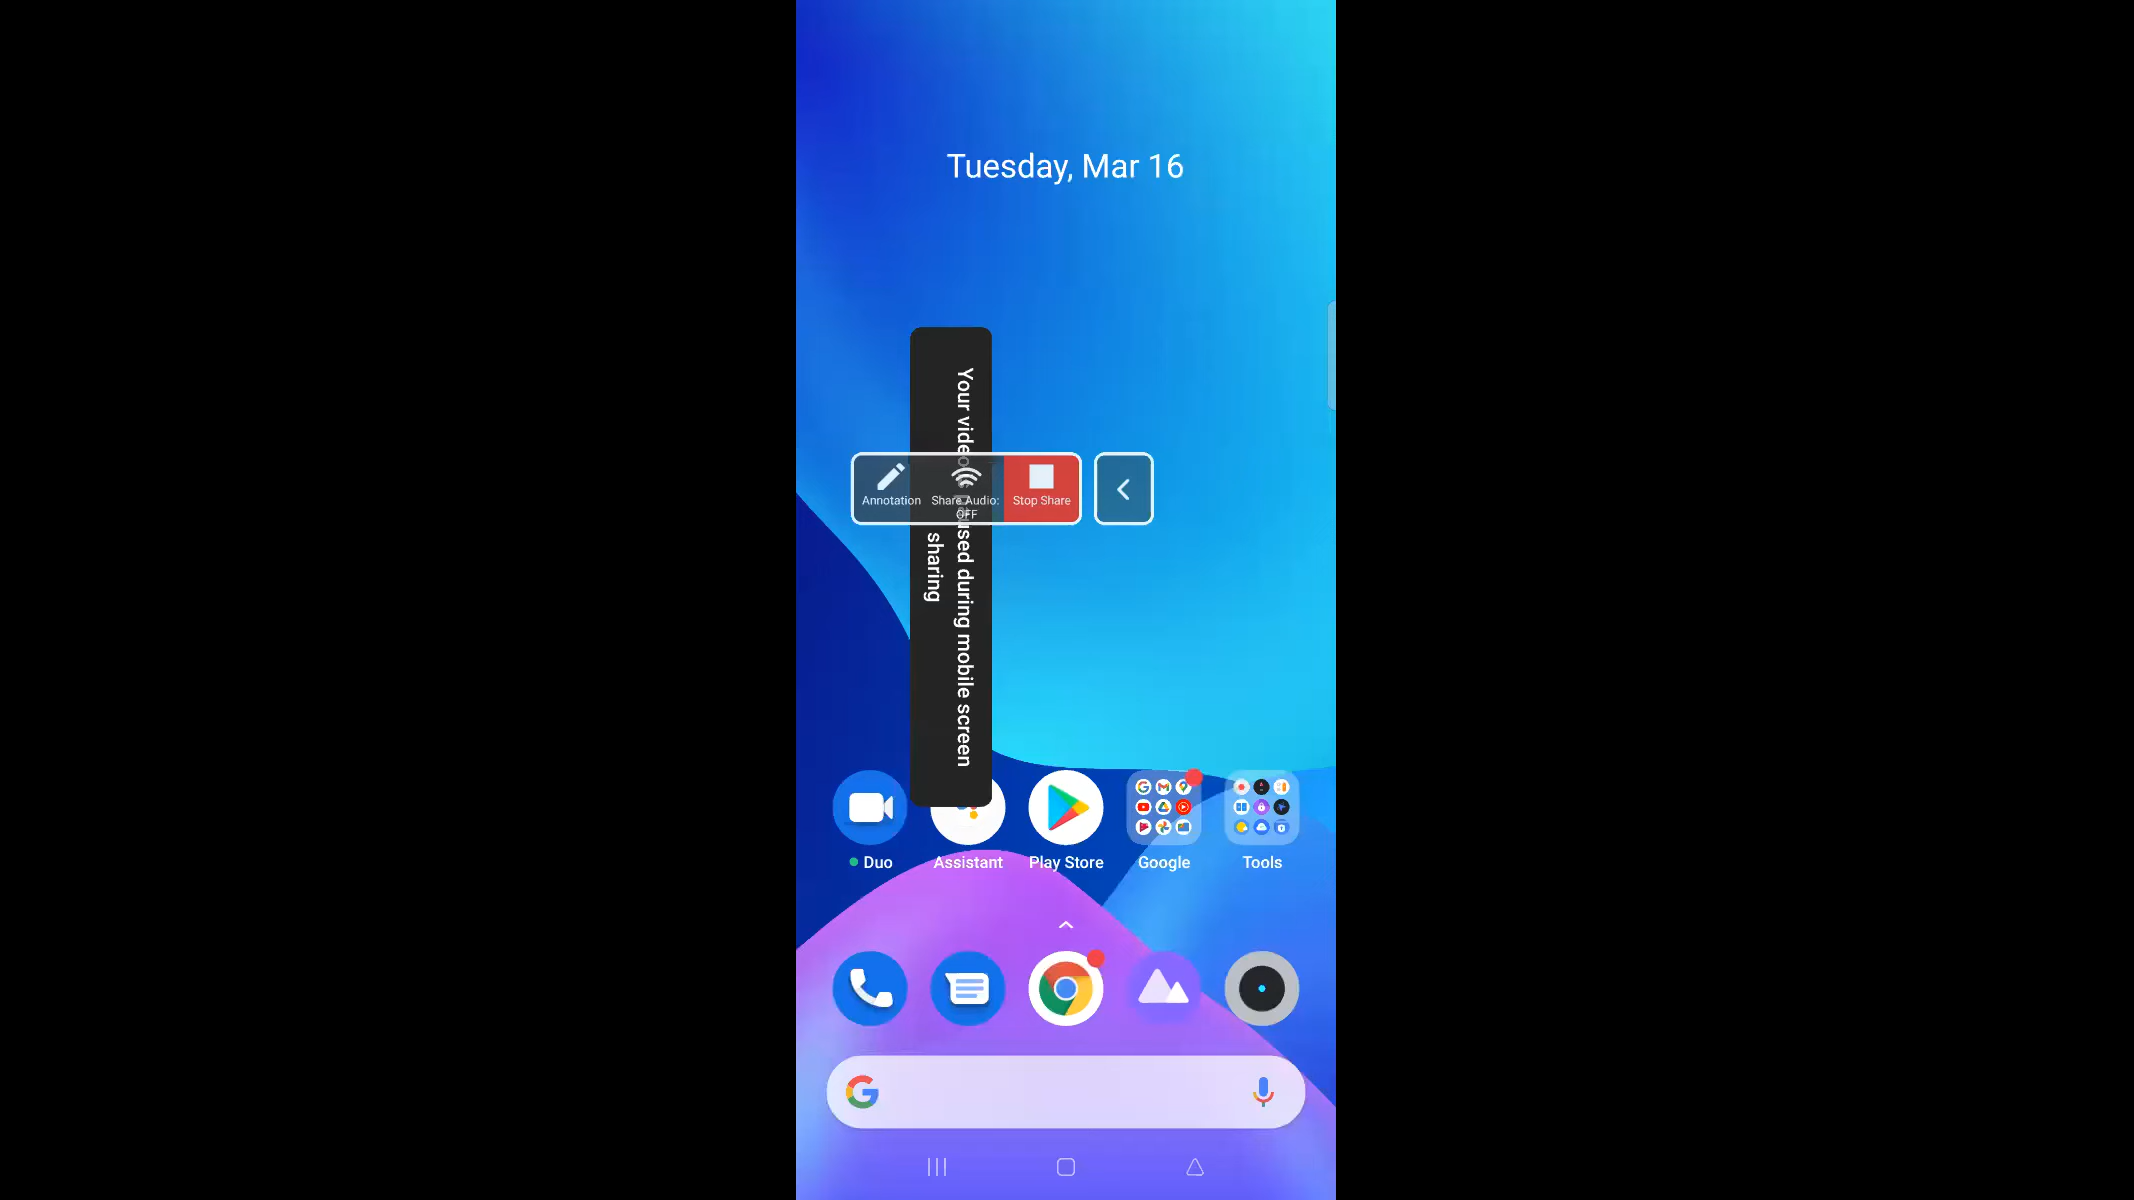 Tuesday, Mar 16
Your video paused during mobile screen
sharing
Annotation
Share Audio:
OFF
Stop Share
Duo
Assistant
Play Store
Google
Tools